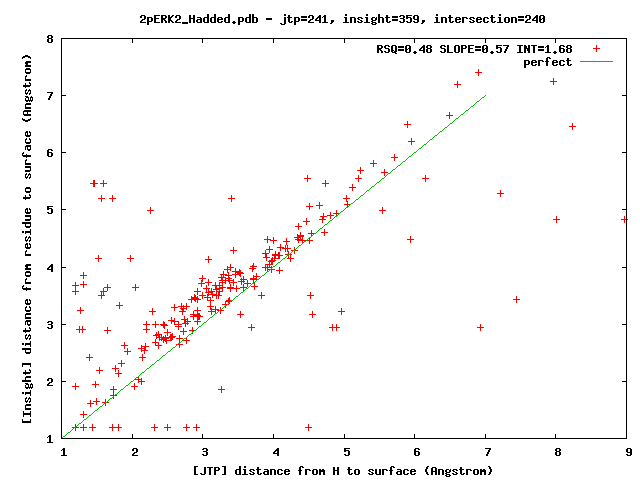 2pERK2_Hadded.pdb - jtp=241, insight=359, intersection=240
RSQ=0.48 SLOPE=0.57 INT=1.68
perfect
8
7
6
5
4
3
2
1
[Insight] distance from residue to surface (Angstrom)
1 2 3 4 5 6 7 8 9
[JTP] distance from H to surface (Angstrom)